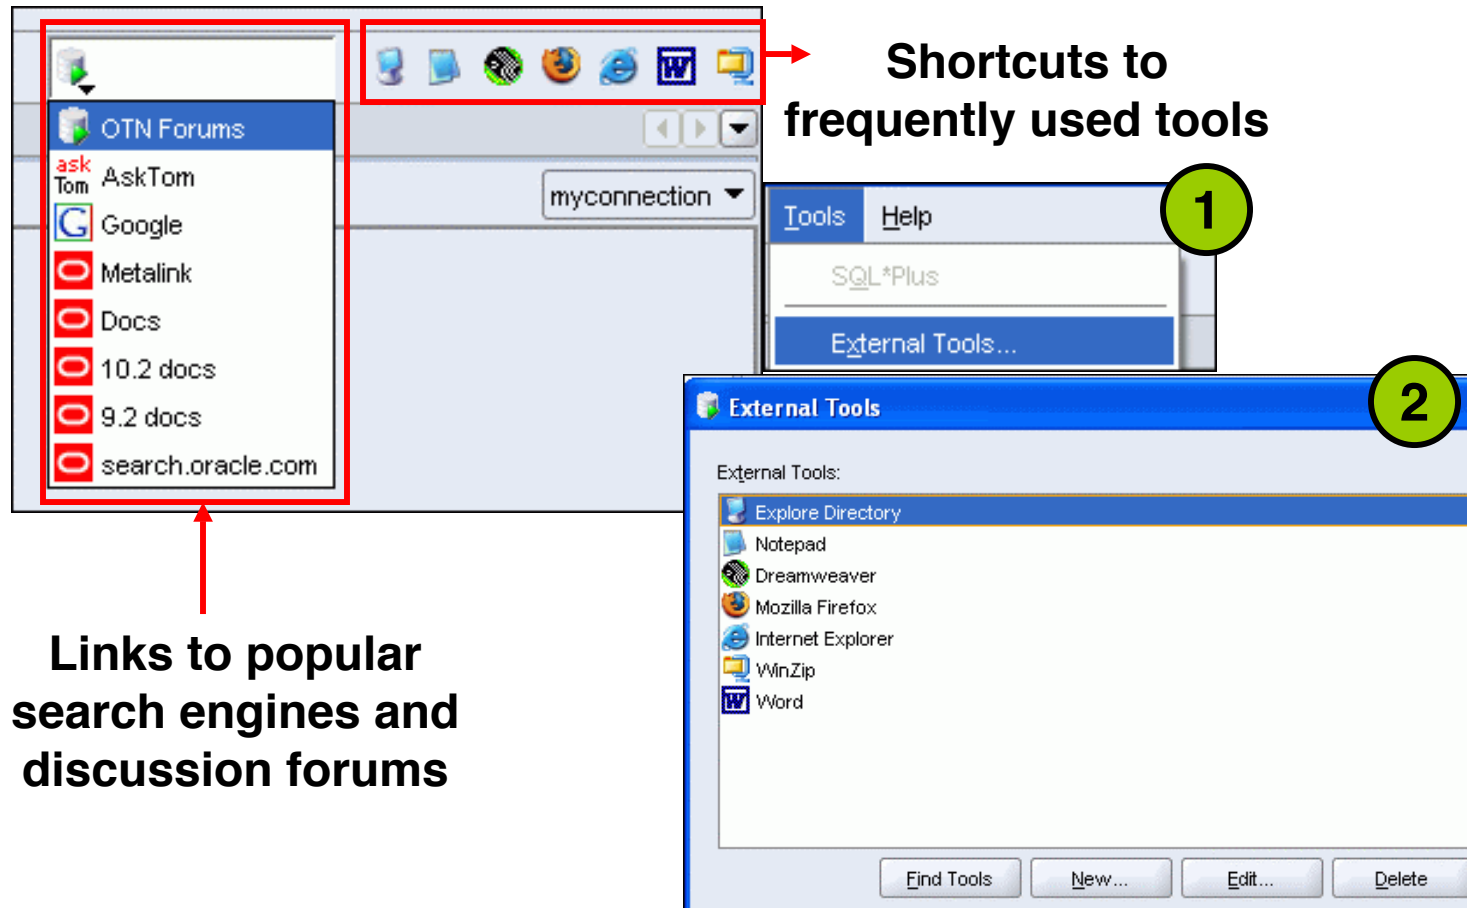 Shortcuts to
frequently used tools
OTN Forums
ask
Tom AskTom
G Google
Metalink
Docs
10.2 docs
9.2 docs
search.oracle.com
W
myconnection
Links to popular
search engines and
discussion forums
1
Tools Help
SQL*Plus
External Tools...
2
External Tools
External Tools:
Explore Directory
Notepad
Dreamweaver
Mozilla Firefox
Internet Explorer
WinZip
W Word
Find Tools New... Edit... Delete